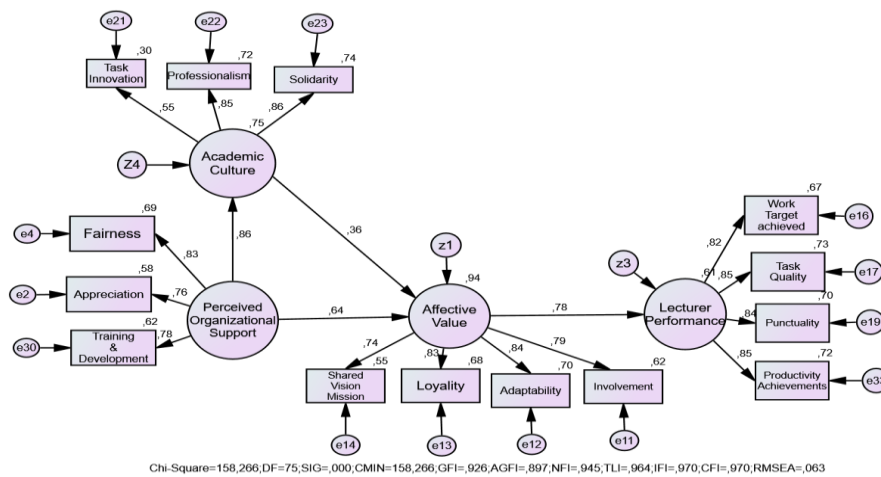 e21
e22
e23
,30
,72
,74
Task
Innovation
Professionalism
Solidarity
,55
,85
,86
,75
Z4
Academic
Culture
e4
Fairness
,69
,83
,86
,36
e2
Appreciation
,58
,76
e30
Training
&
Development
,62
,78
Perceived
Organizational
Support
,64
z1
,94
Affective
Value
,78
z3
,61
Lecturer
Performance
,82
,85
,84
,85
Work
Target
achieved
,67
e16
Task
Quality
,73
e17
Punctuality
,70
e19
Productivity
Achievements
,72
,74
,83
,84
,79
Shared
Vision
Mission
,55
Loyality
,68
Adaptability
,70
Involvement
,62
e14
e13
e12
e11
Chi-Square=158,266;DF=75;SIG=,000;CMIN=158,266;GFI=,926;AGFI=,897;NFI=,945;TLI=,964;IFI=,970;CFI=,970;RMSEA=,063